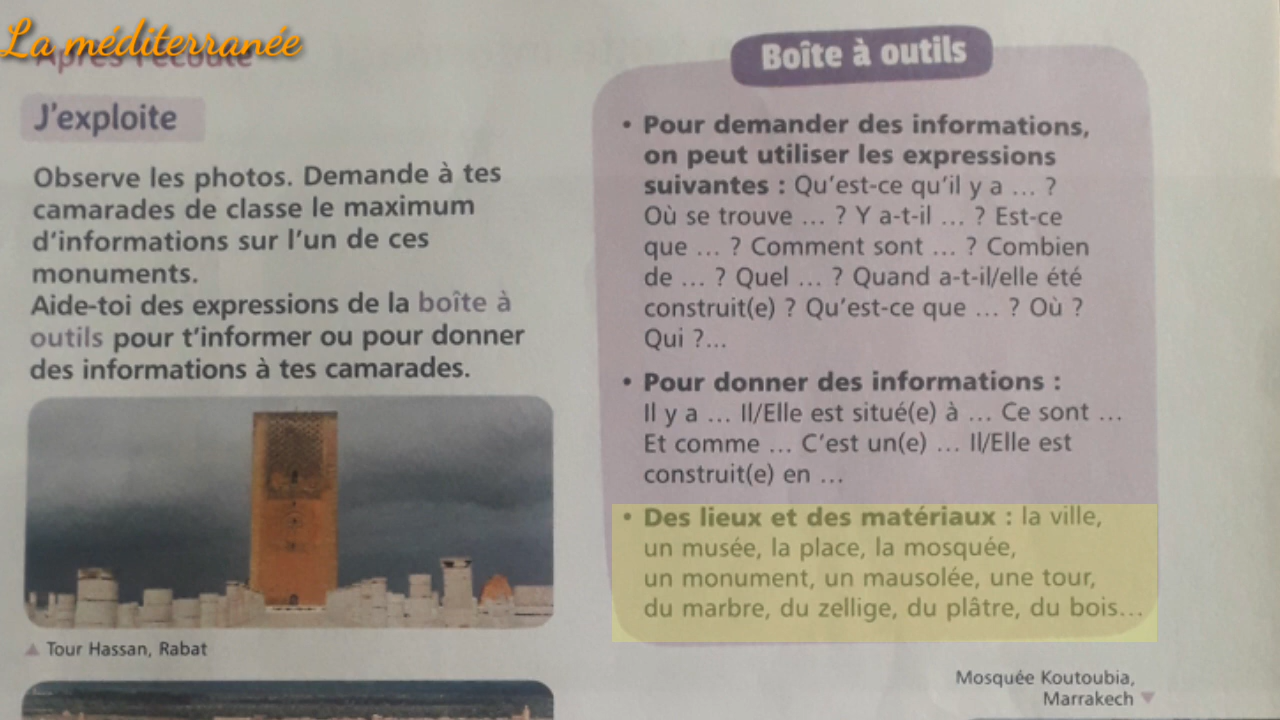 La méditerranée
Après l'écoute
J'exploite
Observe les photos. Demande à tes
camarades de classe le maximum
d'informations sur l'un de ces
monuments.
Aide-toi des expressions de la boîte à
outils pour t'informer ou pour donner
des informations à tes camarades.
Tour Hassan, Rabat
Boîte à outils
• Pour demander des informations,
on peut utiliser les expressions
suivantes : Qu'est-ce qu'il y a ... ?
Où se trouve ... ? Y a-t-il ... ? Est-ce
que ... ? Comment sont ... ? Combien
de ... ? Quel ... ? Quand a-t-il/elle été
construit(e) ? Qu'est-ce que ... ? Où ?
Qui ?...
• Pour donner des informations :
Il y a ... Il/Elle est situé(e) à ... Ce sont ...
Et comme ... C'est un(e) ... Il/Elle est
construit(e) en ...
• Des lieux et des matériaux : la ville,
un musée, la place, la mosquée,
un monument, un mausolée, une tour,
du marbre, du zellige, du plâtre, du bois...
Mosquée Koutoubia,
Marrakech